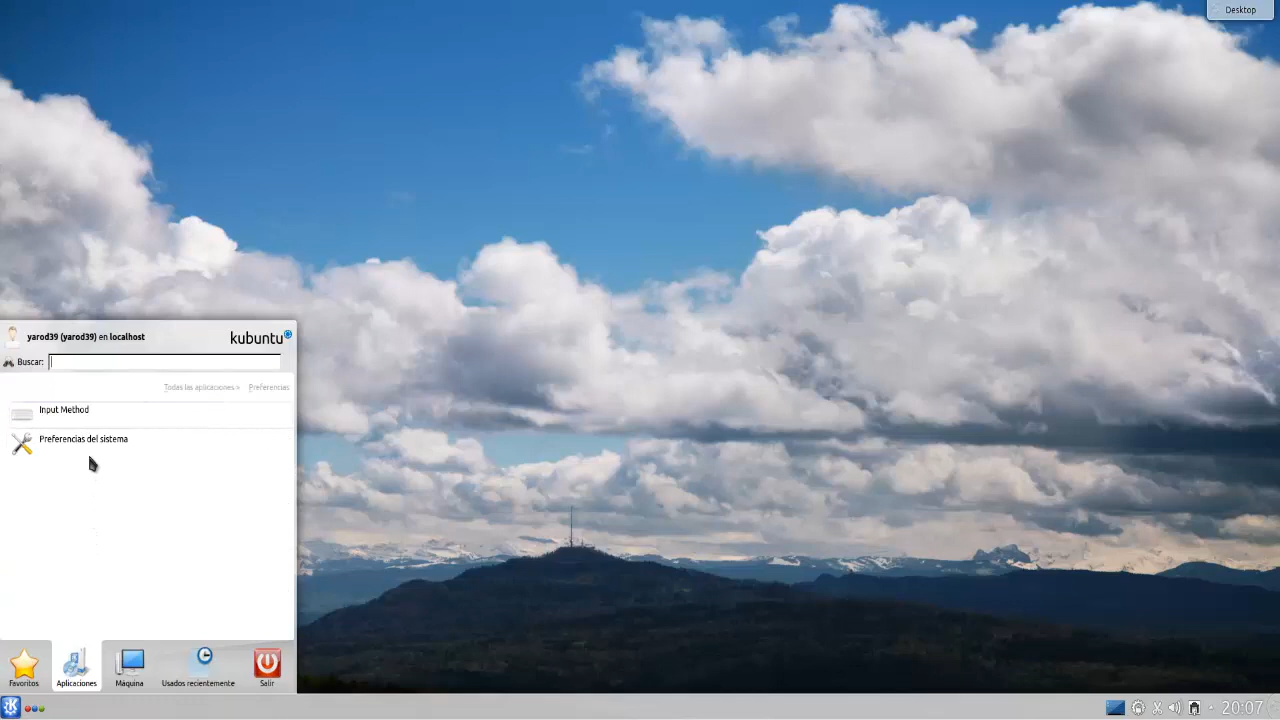 Desktop
yarod39 (yarod39) en localhost
kubuntu
Buscar:
Todas las aplicaciones » Preferencias
Input Method
Preferencias del sistema
Favoritos Aplicaciones Máquina Usados recientemente Salir
20:07